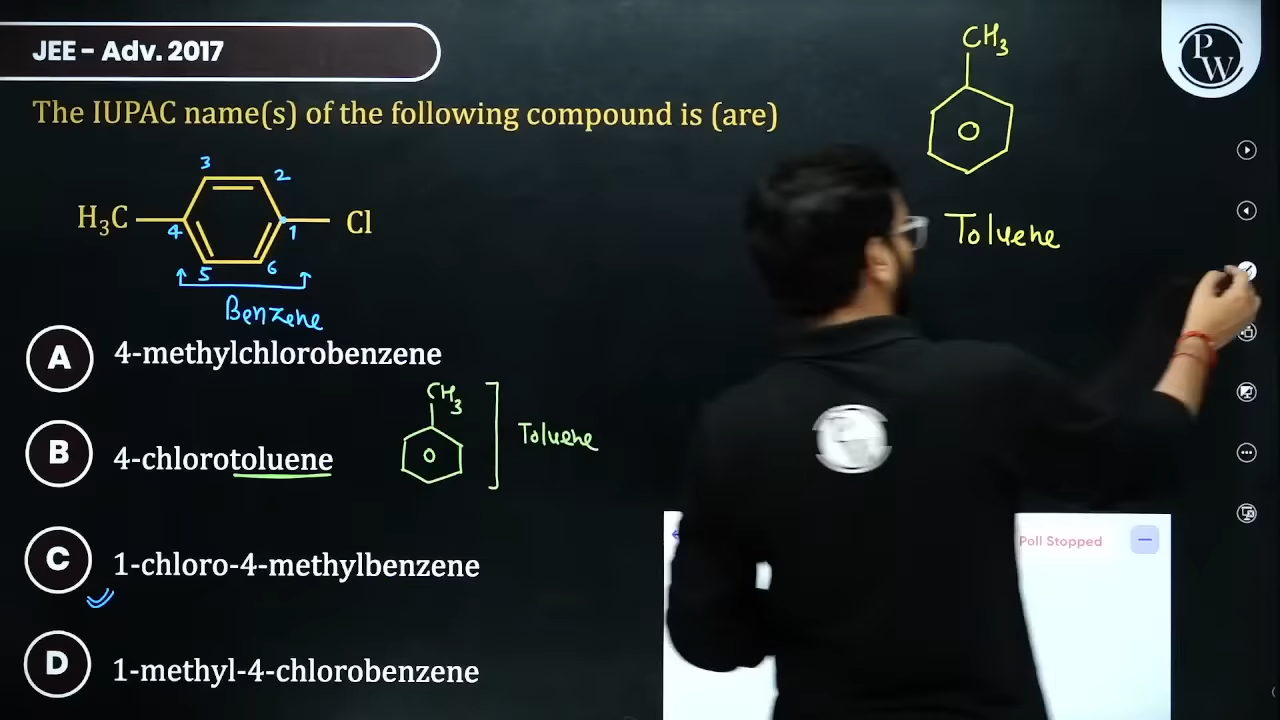 JEE – Adv. 2017
The IUPAC name(s) of the following compound is (are)
CH₃
PW
3
2
H₃C
4
1
Cl
5
6
Benzene
Toluene
A 4-methylchlorobenzene
CH₃
B 4-chlorotoluene
Toluene
C 1-chloro-4-methylbenzene
Poll Stopped
D 1-methyl-4-chlorobenzene